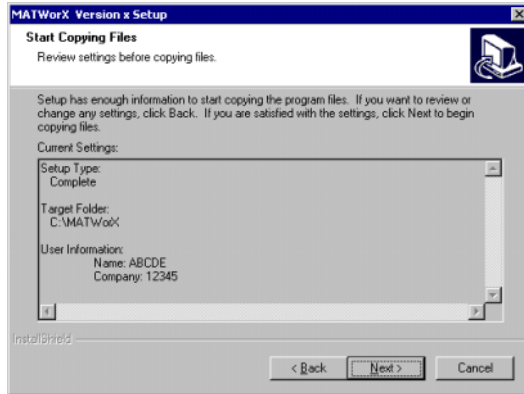 MATWorX Version x Setup
Start Copying Files
Review settings before copying files.
Setup has enough information to start copying the program files. If you want to review or
change any settings, click Back. If you are satisfied with the settings, click Next to begin
copying files.
Current Settings:
Setup Type:
Complete
Target Folder:
C:\MATWorX
User Information:
Name: ABCDE
Company: 12345
InstallShield
< Back
Next >
Cancel